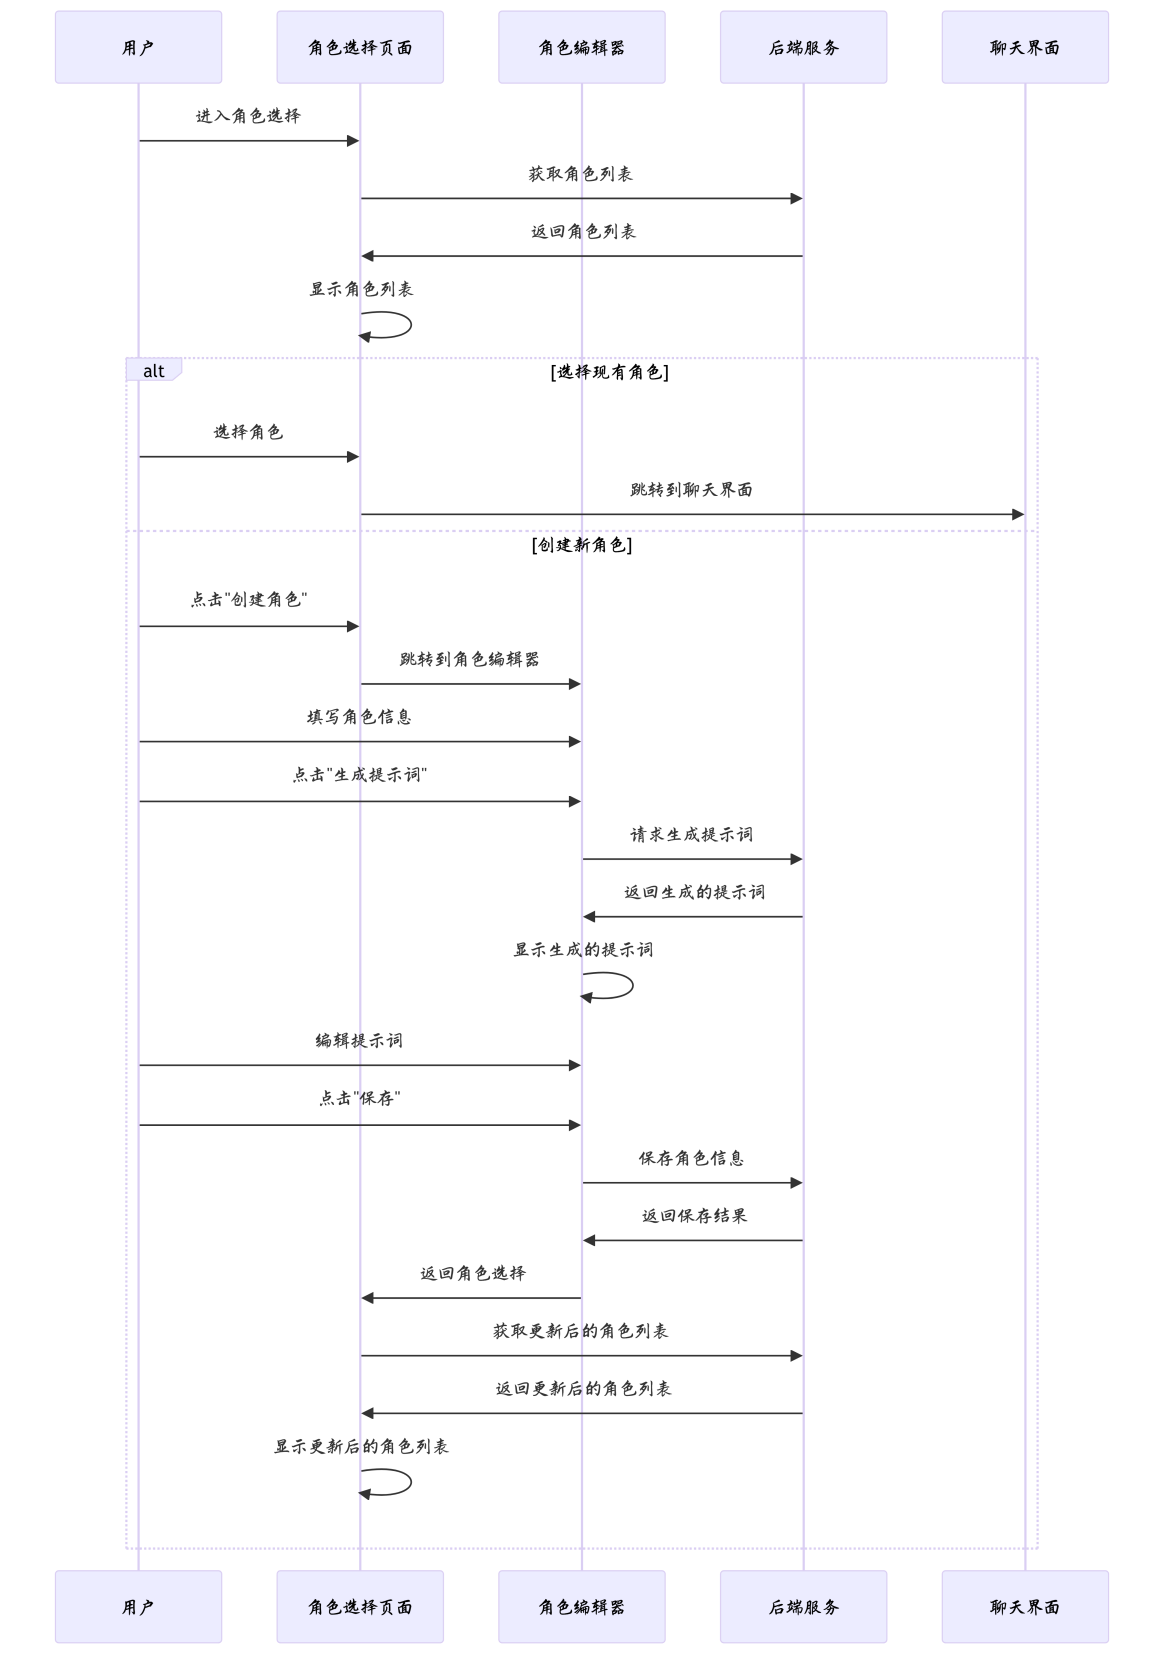 用户
角色选择页面
角色编辑器
后端服务
聊天界面
进入角色选择
获取角色列表
返回角色列表
显示角色列表
alt
[选择现有角色]
选择角色
跳转到聊天界面
[创建新角色]
点击"创建角色"
跳转到角色编辑器
填写角色信息
点击"生成提示词"
请求生成提示词
返回生成的提示词
显示生成的提示词
编辑提示词
点击"保存"
保存角色信息
返回保存结果
返回角色选择
获取更新后的角色列表
返回更新后的角色列表
显示更新后的角色列表
用户
角色选择页面
角色编辑器
后端服务
聊天界面